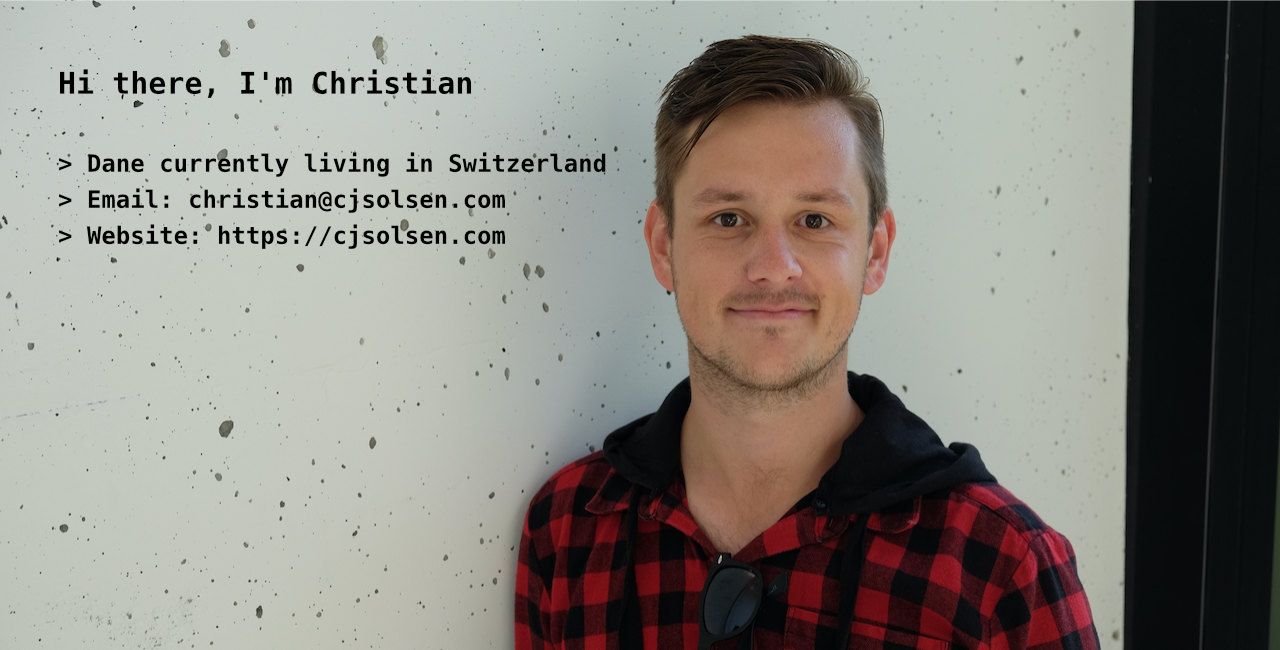 Hi there, I'm Christian
> Dane currently living in Switzerland
> Email: christian@cjsolsen.com
> Website: https://cjsolsen.com